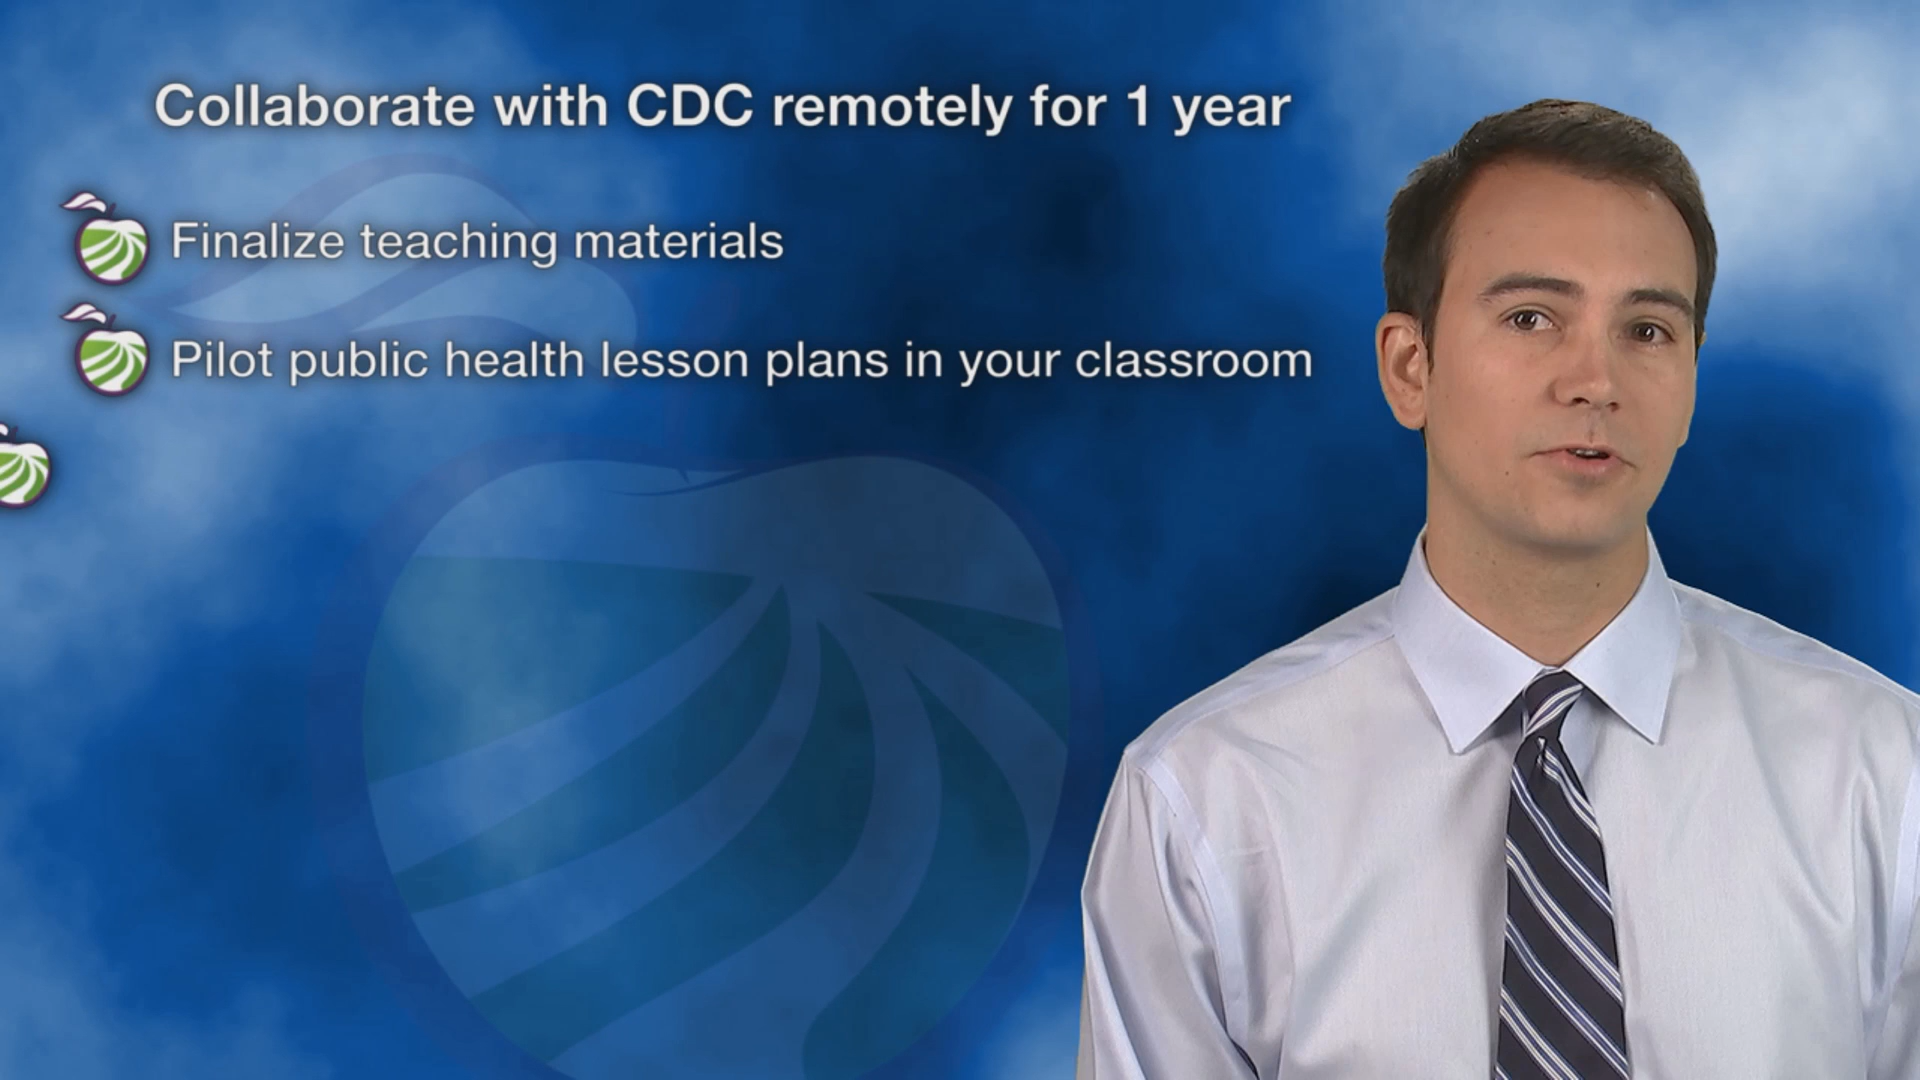 Collaborate with CDC remotely for 1 year
Finalize teaching materials
Pilot public health lesson plans in your classroom